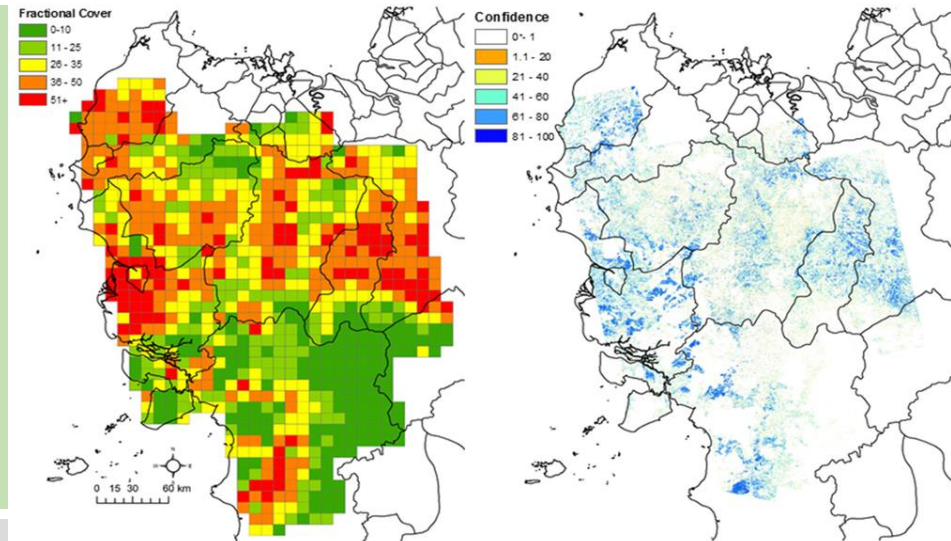 Fractional Cover
0-10
11 - 25
26 - 35
36 - 50
51+
0 15 30 60 km
Confidence
0 - 1
1.1 - 20
21 - 40
41 - 60
61 - 80
81 - 100